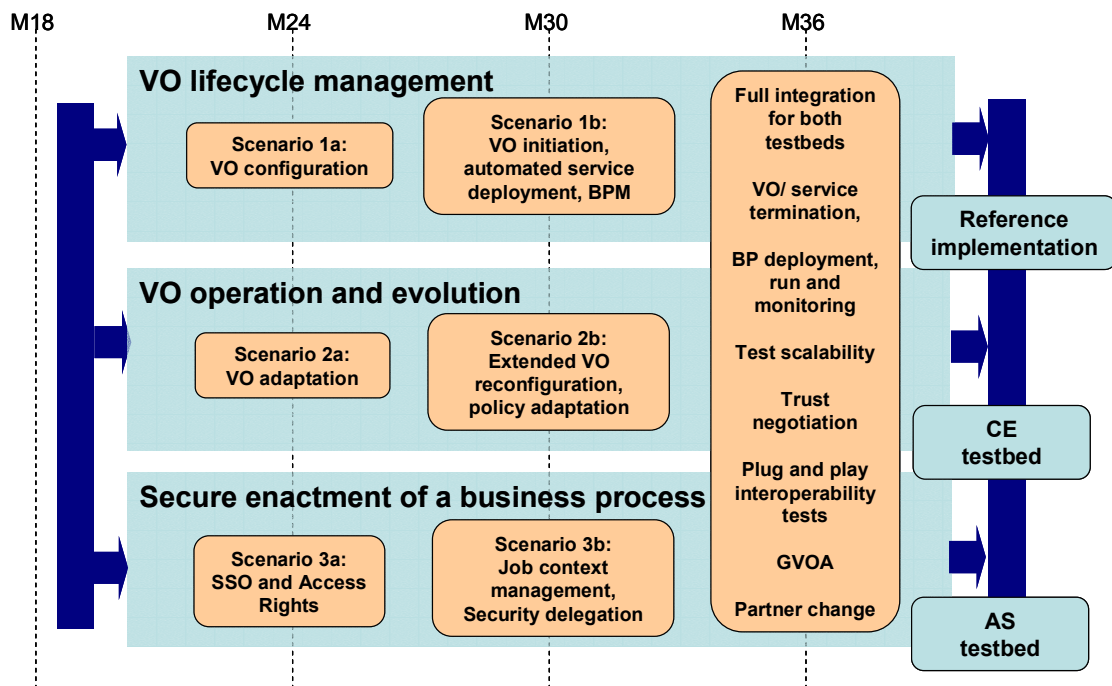 M18
M24
M30
M36
VO lifecycle management
Scenario 1a:
VO configuration
Scenario 1b:
VO initiation,
automated service
deployment, BPM
VO operation and evolution
Scenario 2a:
VO adaptation
Scenario 2b:
Extended VO
reconfiguration,
policy adaptation
Secure enactment of a business process
Scenario 3a:
SSO and Access
Rights
Scenario 3b:
Job context
management,
Security delegation
Full integration
for both
testbeds
VO/ service
termination,
BP deployment,
run and
monitoring
Test scalability
Trust
negotiation
Plug and play
interoperability
tests
GVOA
Partner change
Reference
implementation
CE
testbed
AS
testbed